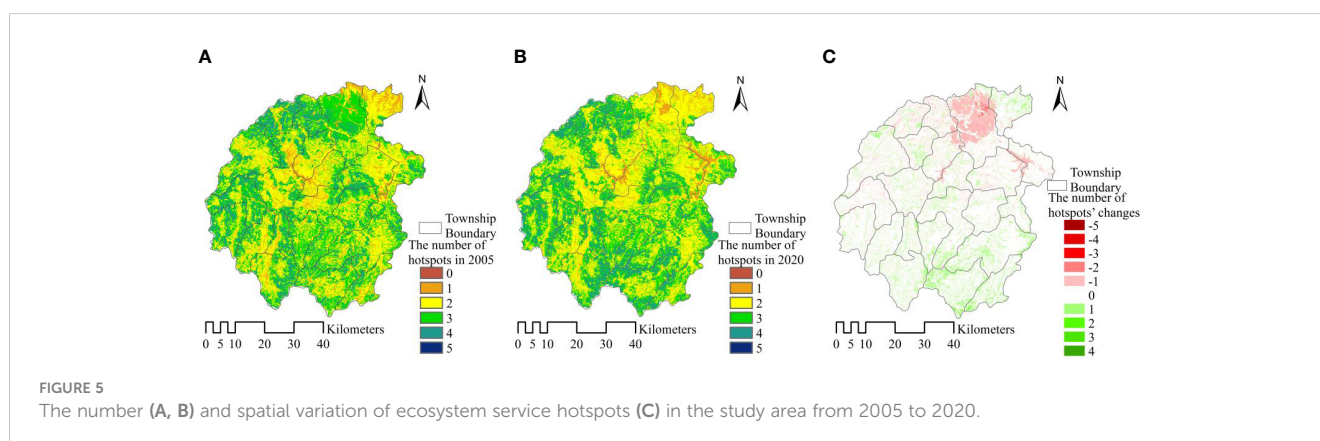 A
B
C
N
N
N
Township
Boundary
The number of
hotspots in 2005
0
1
2
3
4
5
Kilometers
0 5 10 20 30 40
Township
Boundary
The number of
hotspots in 2020
0
1
2
3
4
5
Kilometers
0 5 10 20 30 40
Township
Boundary
The number of
hotspots' changes
-5
-4
-3
-2
-1
0
1
2
3
4
Kilometers
0 5 10 20 30 40
FIGURE 5
The number (A, B) and spatial variation of ecosystem service hotspots (C) in the study area from 2005 to 2020.